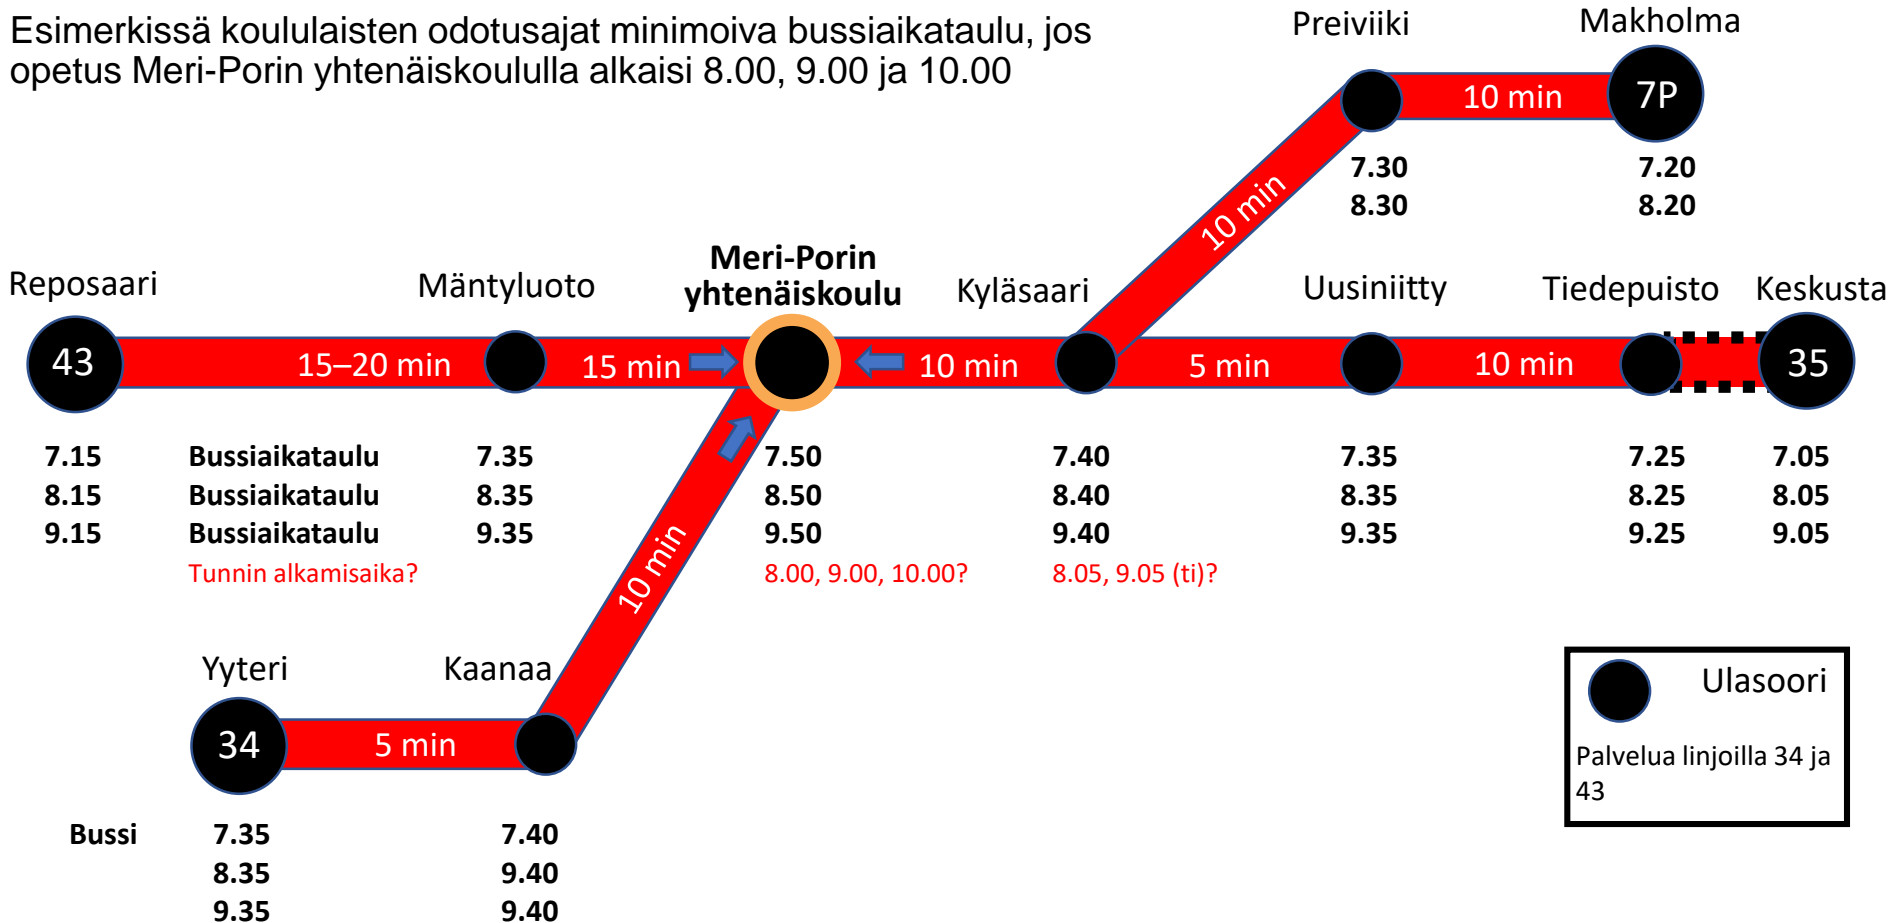 Esimerkissä koululaisten odotusajat minimoiva bussiaikataulu, jos
opetus Meri-Porin yhtenäiskoululla alkaisi 8.00, 9.00 ja 10.00
Preiviiki Makholma
10 min 7P
7.30 7.20
8.30 8.20
10 min
Reposaari Mäntyluoto Meri-Porin
yhtenäiskoulu Kyläsaari Uusiniitty Tiedepuisto Keskusta
43 15–20 min 15 min 10 min 5 min 10 min 35
7.15 Bussiaikataulu 7.35 7.50 7.40 7.35 7.25 7.05
8.15 Bussiaikataulu 8.35 8.50 8.40 8.35 8.25 8.05
9.15 Bussiaikataulu 9.35 9.50 9.40 9.35 9.25 9.05
Tunnin alkamisaika? 8.00, 9.00, 10.00? 8.05, 9.05 (ti)?
10 min
Yyteri Kaanaa
34 5 min
Bussi 7.35 7.40
8.35 9.40
9.35 9.40
Ulasoori
Palvelua linjoilla 34 ja
43